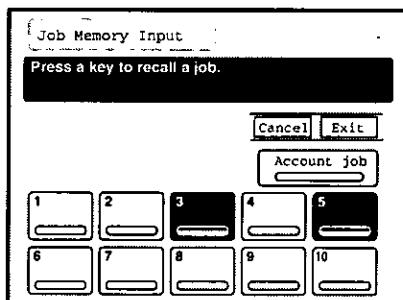 Job Memory Input
Press a key to recall a job.
Cancel Exit
Account job
1 2 3 4 5
6 7 8 9 10